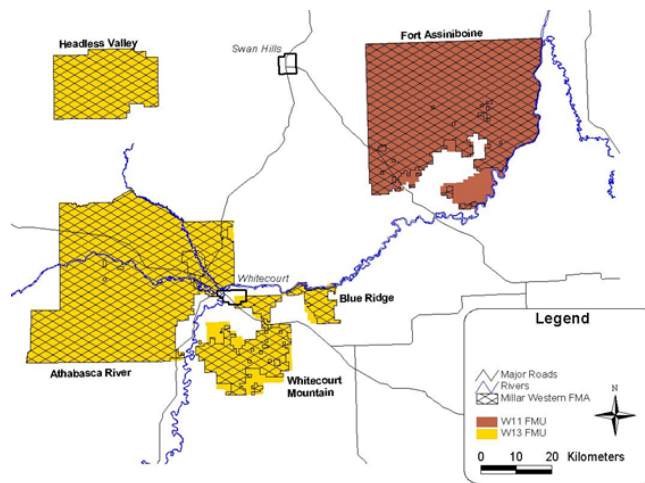 Headless Valley
Swan Hills
Fort Assiniboine
Whitecourt
Blue Ridge
Athabasca River
Whitecourt
Mountain
Legend
Major Roads
Rivers
Millar Western FMA
N
W11 FMU
W13 FMU
0 10 20 Kilometers